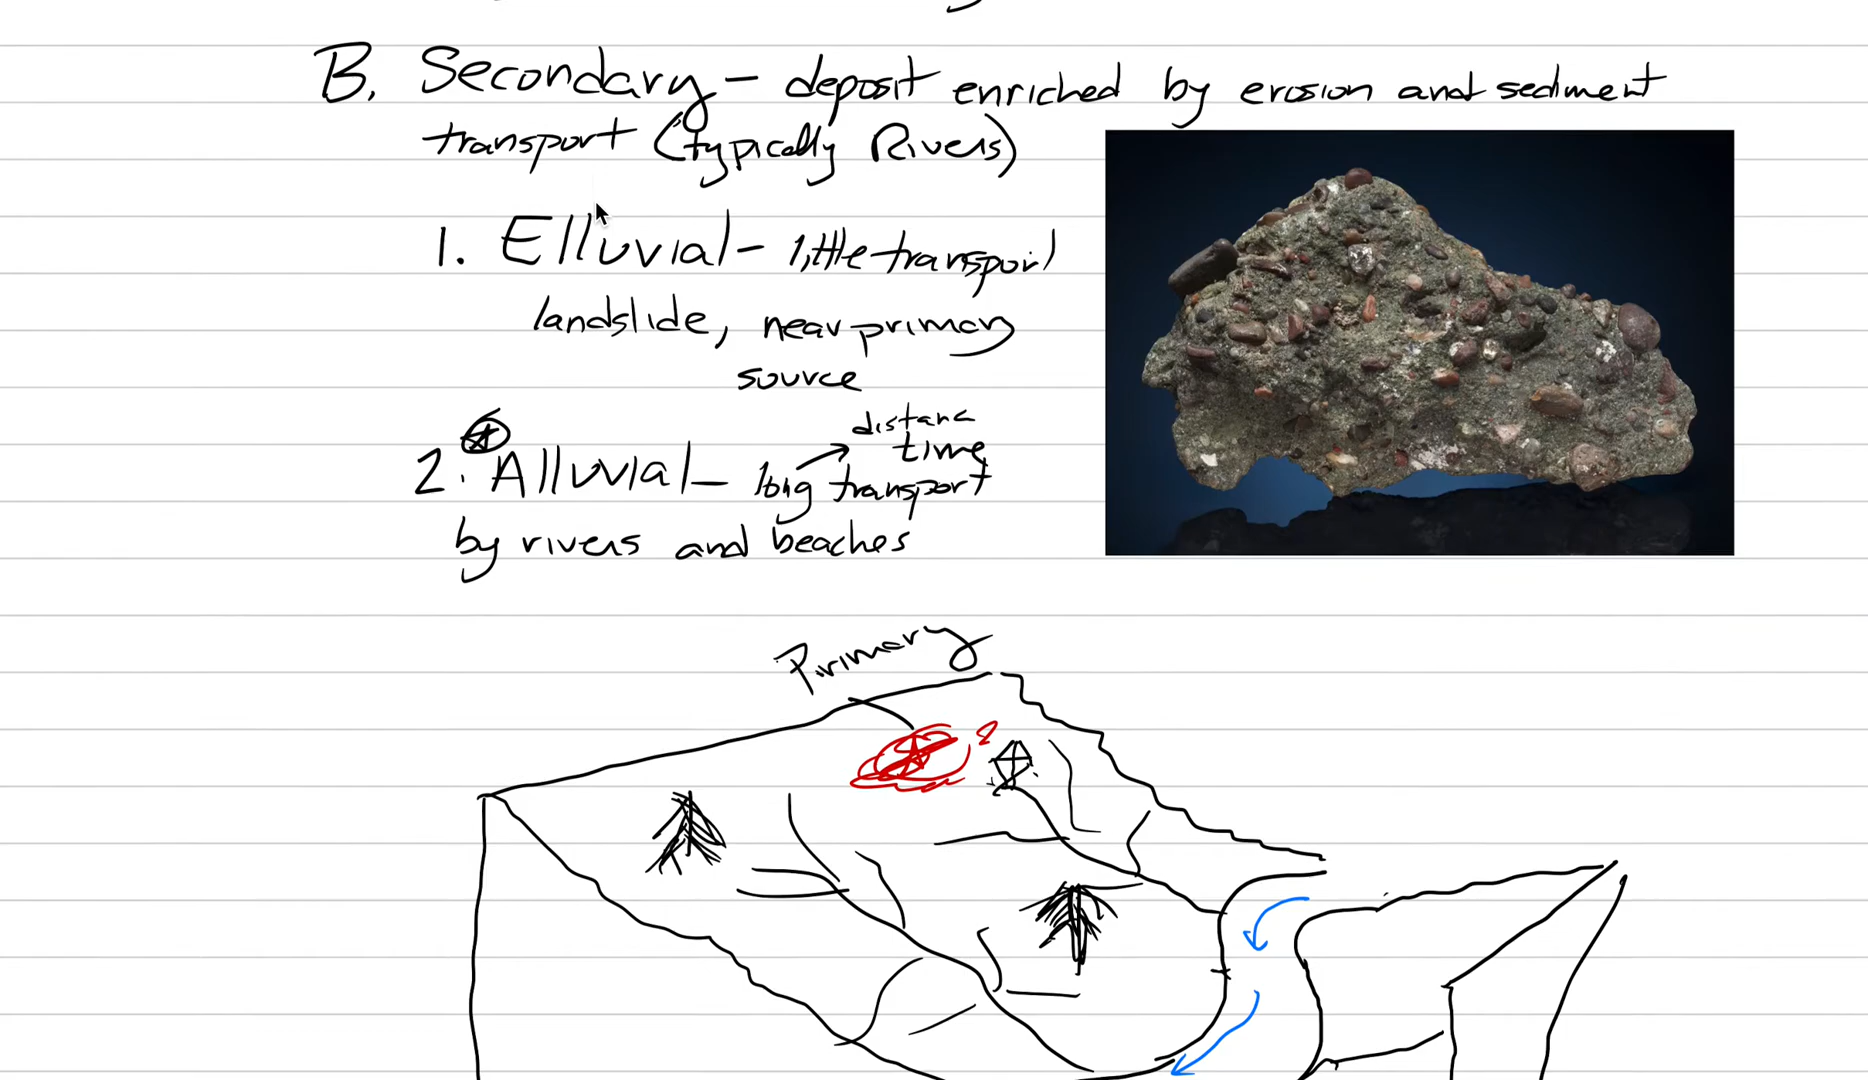 B. Secondary - deposit enriched by erosion and sediment
transport (typically Rivers)
1. Elluvial - little transport
landslide, near primary
source
distanc
time
2. Alluvial - long transport
by rivers and beaches
Primary